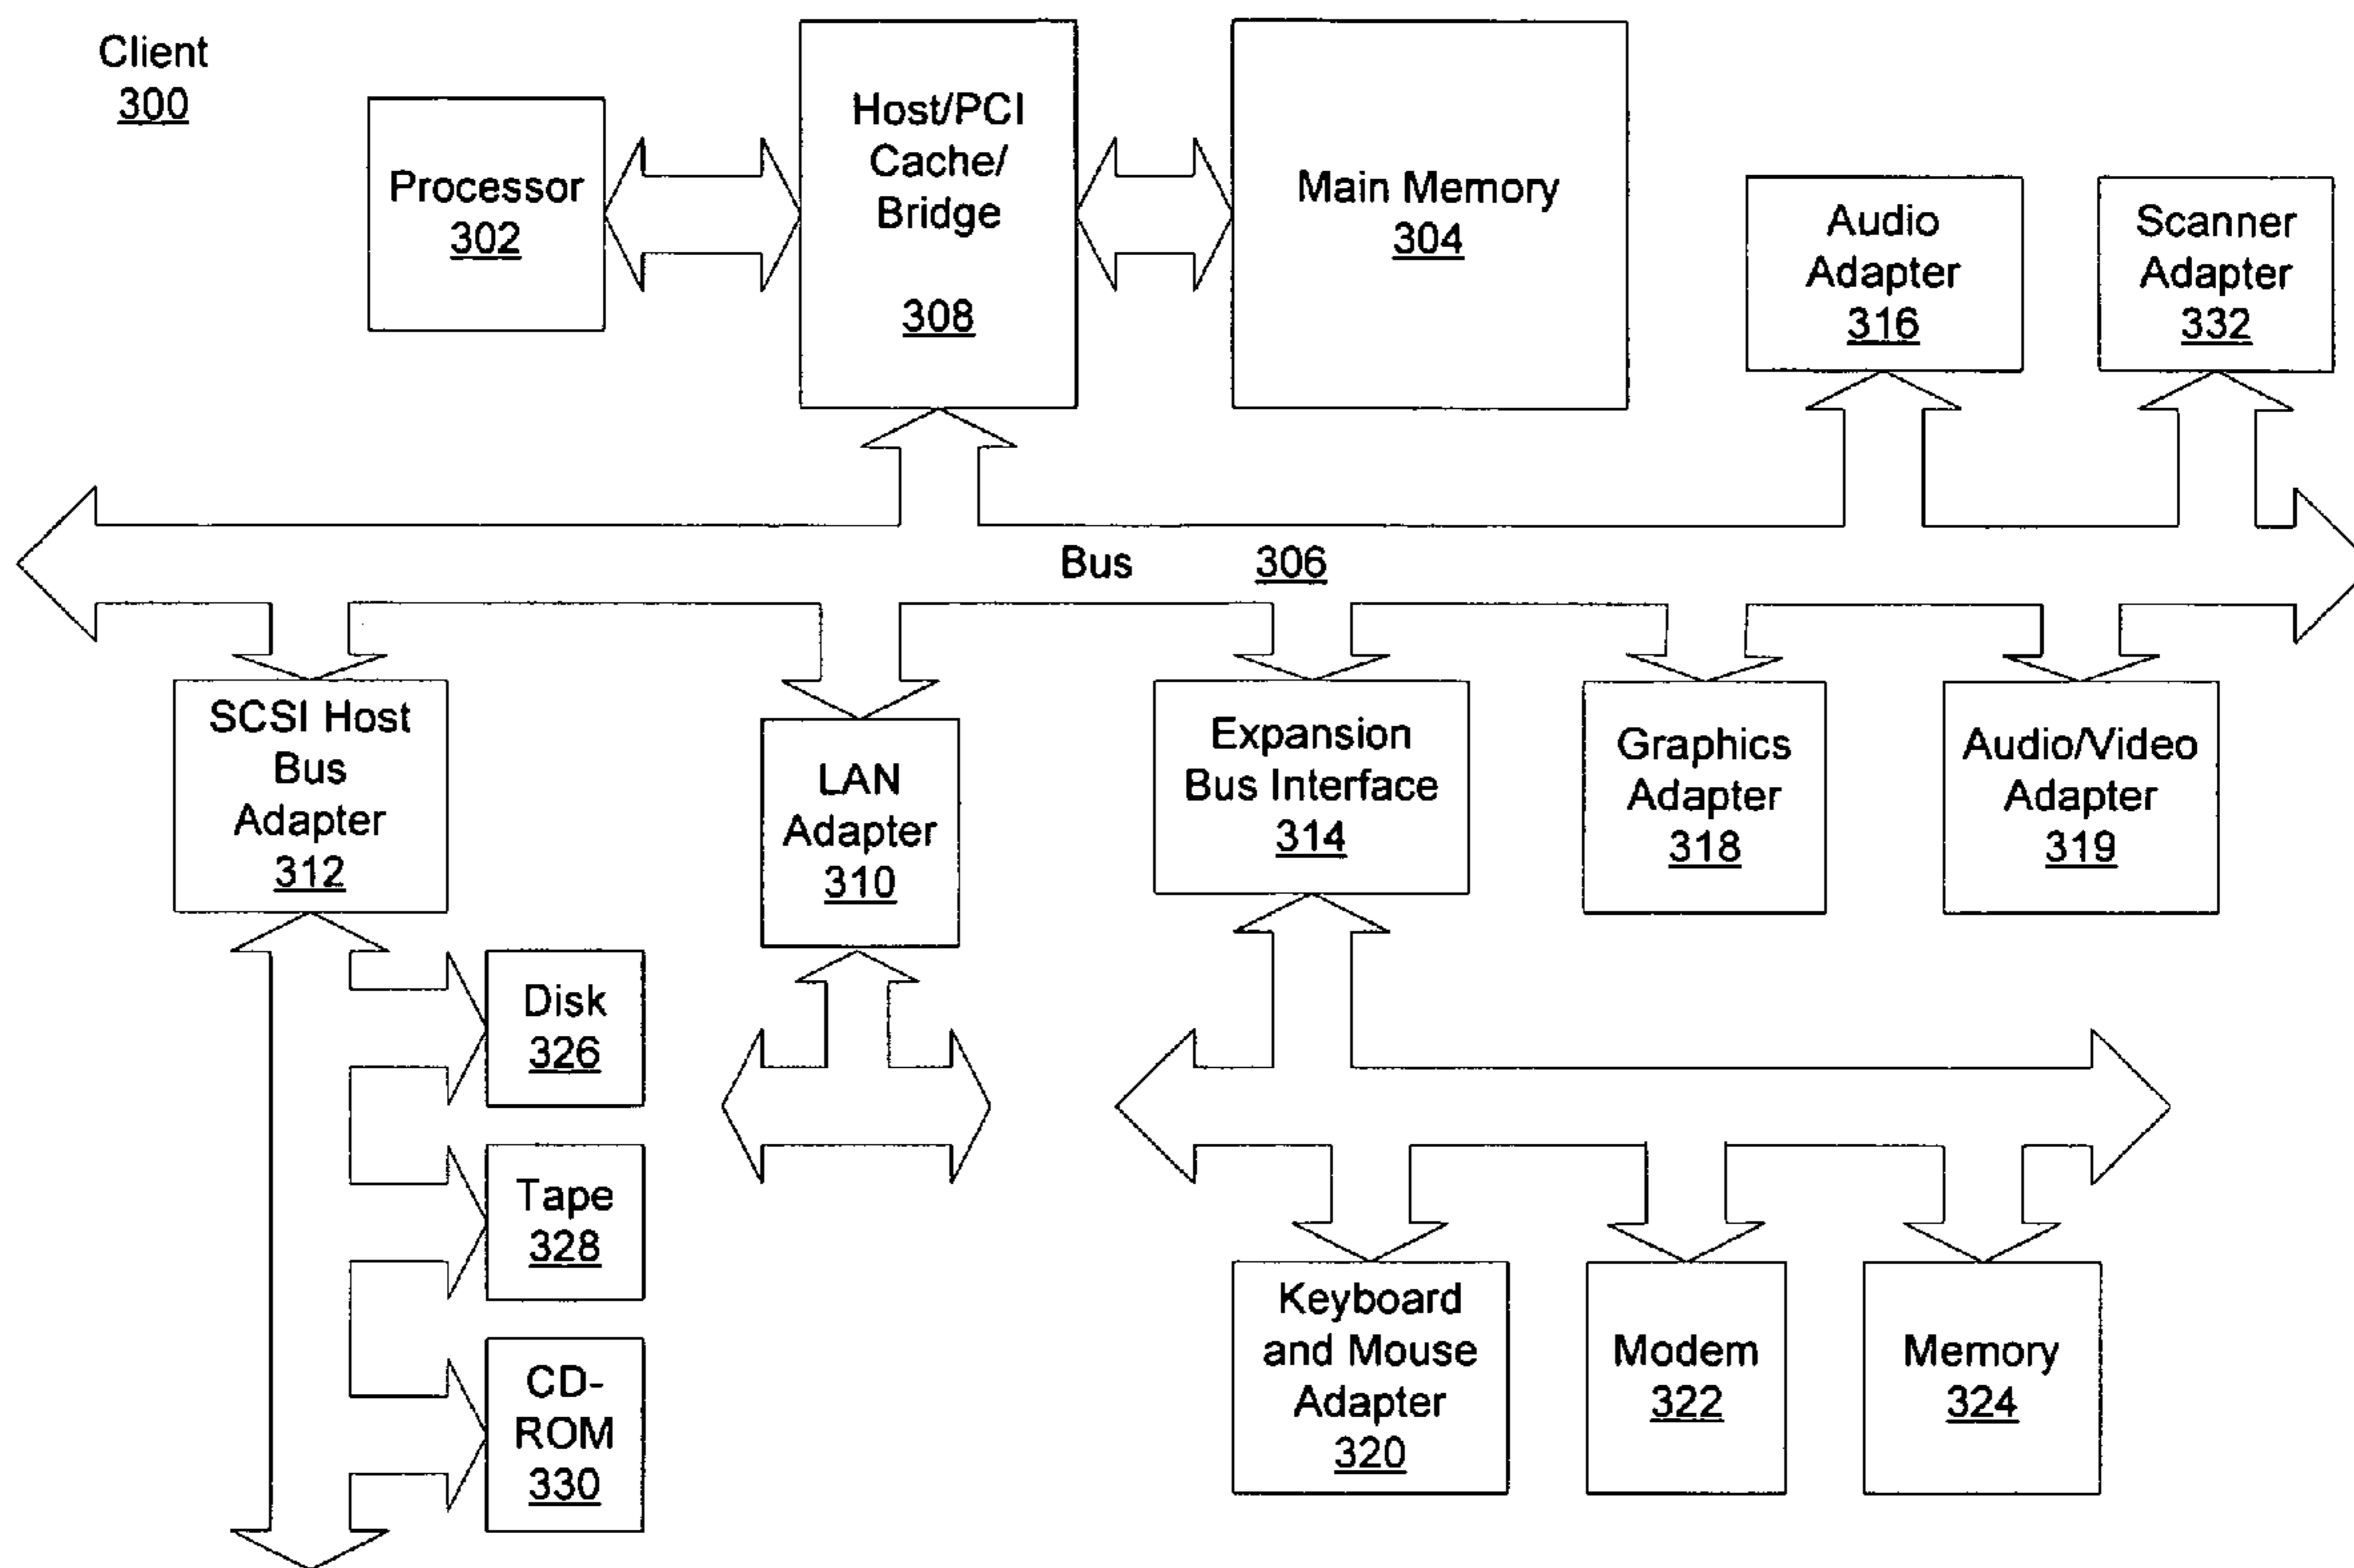 Client
300
Processor
302
Host/PCI
Cache/
Bridge
308
Main Memory
304
Audio
Adapter
316
Scanner
Adapter
332
Bus 306
SCSI Host
Bus
Adapter
312
LAN
Adapter
310
Expansion
Bus Interface
314
Graphics
Adapter
318
Audio/Video
Adapter
319
Disk
326
Tape
328
CD-
ROM
330
Keyboard
and Mouse
Adapter
320
Modem
322
Memory
324